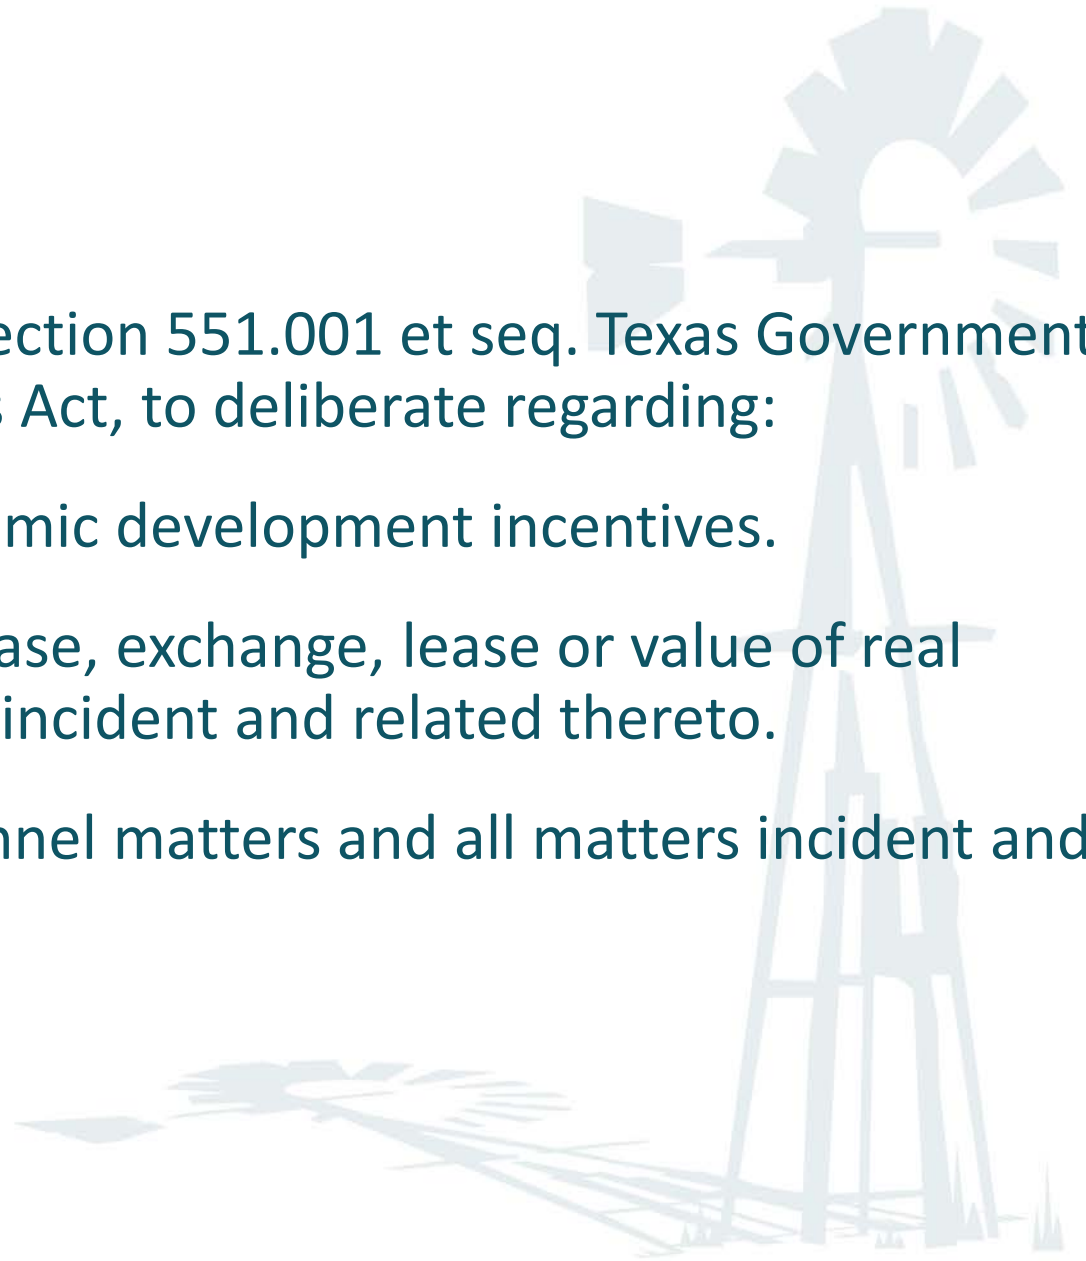 ection 551.001 et seq. Texas Government
s Act, to deliberate regarding:
mic development incentives.
ase, exchange, lease or value of real
incident and related thereto.
nnel matters and all matters incident and